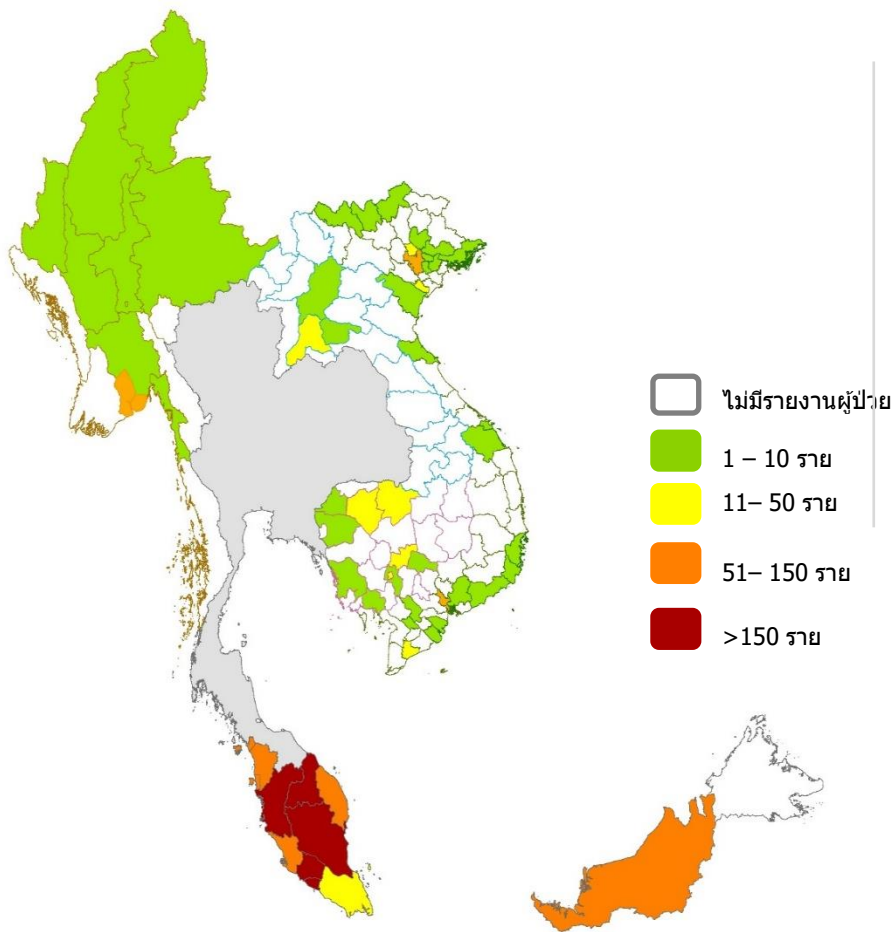 ไม่มีรายงานผู้ป่วย
1 – 10 ราย
11– 50 ราย
51– 150 ราย
>150 ราย